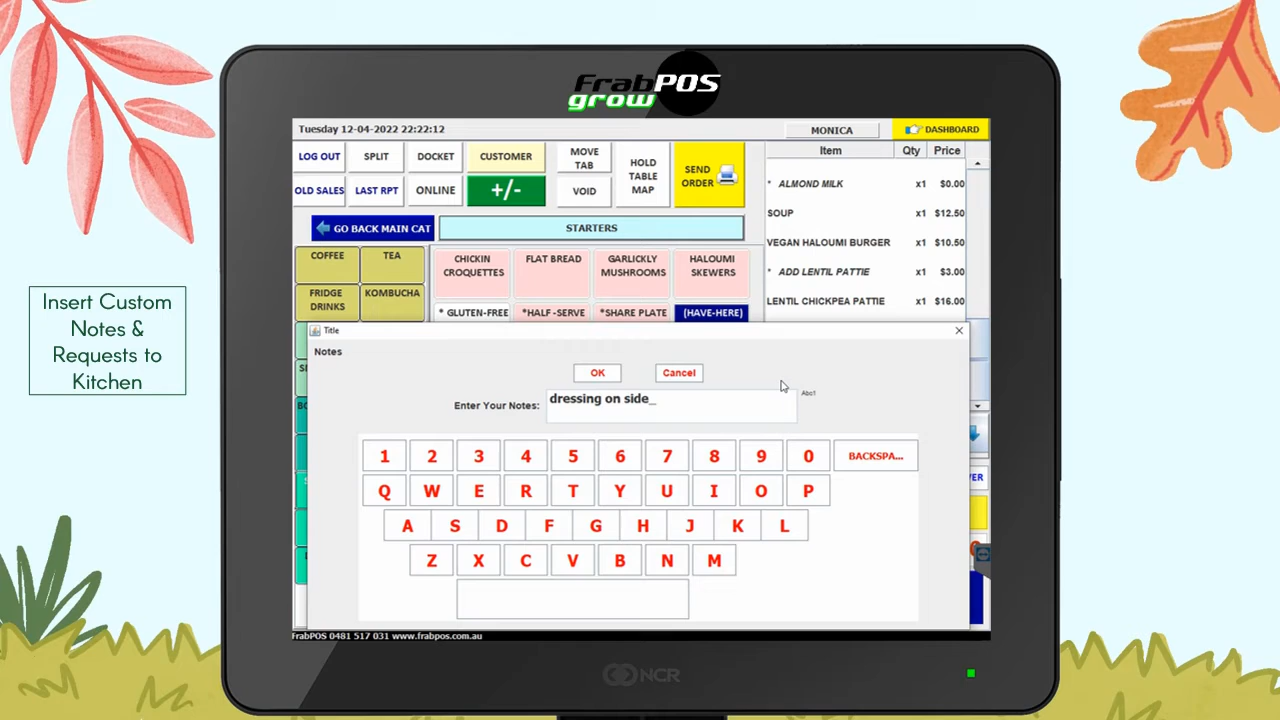 FrabPOS
grow
Tuesday 12-04-2022 22:22:12
MONICA
DASHBOARD
LOG OUT
SPLIT
DOCKET
CUSTOMER
MOVE
TAB
HOLD
TABLE
MAP
SEND
ORDER
OLD SALES
LAST RPT
ONLINE
+/-
VOID
Item Qty Price
* ALMOND MILK x1 $0.00
SOUP x1 $12.50
VEGAN HALOUMI BURGER x1 $10.50
* ADD LENTIL PATTIE x1 $3.00
LENTIL CHICKPEA PATTIE x1 $16.00
GO BACK MAIN CAT
STARTERS
COFFEE
TEA
CHICKIN
CROQUETTES
FLAT BREAD
GARLICKLY
MUSHROOMS
HALOUMI
SKEWERS
FRIDGE
DRINKS
KOMBUCHA
* GLUTEN-FREE
*HALF -SERVE
*SHARE PLATE
(HAVE-HERE)
Insert Custom
Notes &
Requests to
Kitchen
Title
Notes
OK
Cancel
Enter Your Notes: dressing on side_
Abc1
1 2 3 4 5 6 7 8 9 0 BACKSPA...
Q W E R T Y U I O P
A S D F G H J K L
Z X C V B N M
VER
FrabPOS 0481 517 031 www.frabpos.com.au
NCR